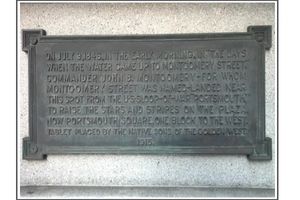 ON JULY 9, 1846, IN THE EARLY MORNING, IN THE DAYS
WHEN THE WATER CAME UP TO MONTGOMERY STREET,
COMMANDER JOHN B. MONTGOMERY - FOR WHOM
MONTGOMERY STREET WAS NAMED - LANDED NEAR
THIS SPOT FROM THE U.S. SLOOP-OF-WAR "PORTSMOUTH,"
TO RAISE THE STARS AND STRIPES ON THE PLAZA,
NOW PORTSMOUTH SQUARE, ONE BLOCK TO THE WEST.
TABLET PLACED BY THE NATIVE SONS OF THE GOLDEN WEST
1915.